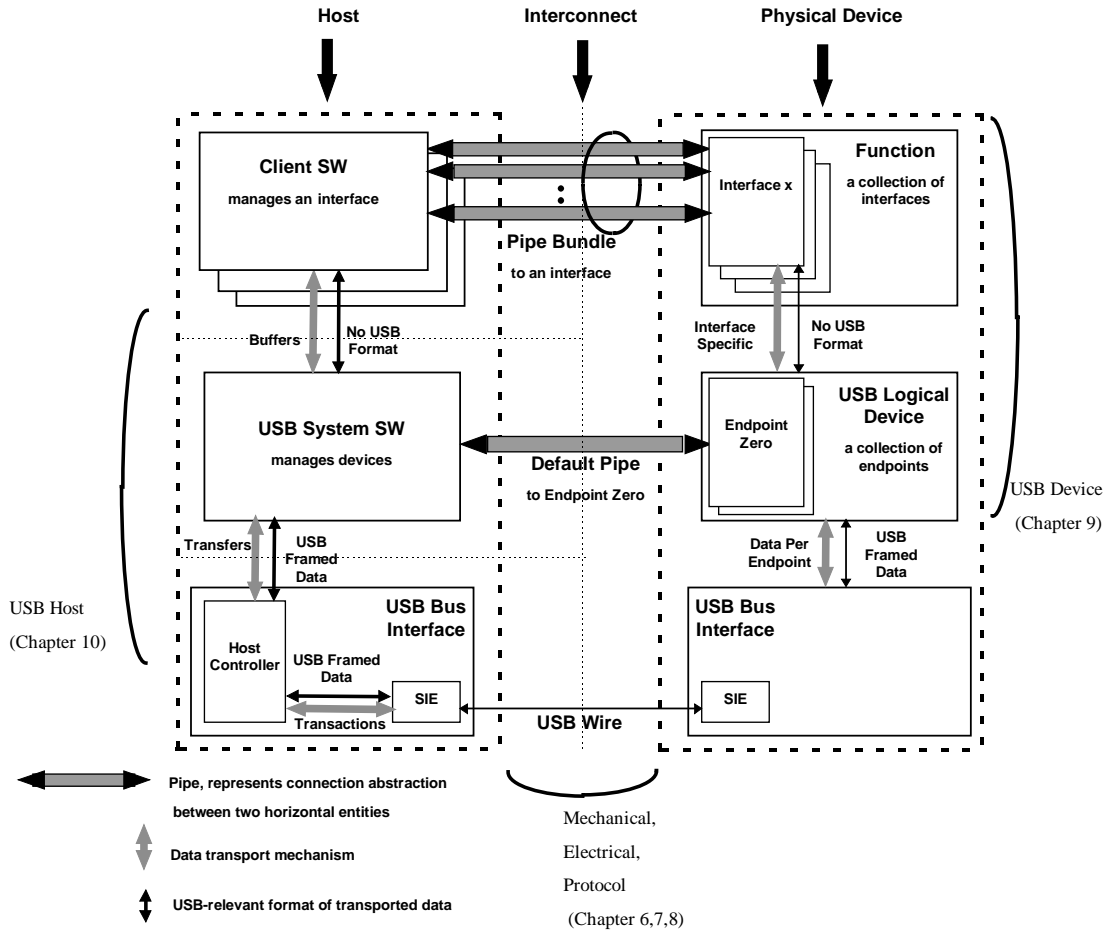 Host
Interconnect
Physical Device
Client SW
manages an interface
Pipe Bundle
to an interface
Interface x
Function
a collection of
interfaces
Buffers
No USB
Format
Interface
Specific
No USB
Format
USB System SW
manages devices
Default Pipe
to Endpoint Zero
Endpoint
Zero
USB Logical
Device
a collection of
endpoints
USB Device
(Chapter 9)
Transfers
USB
Framed
Data
Data Per
Endpoint
USB
Framed
Data
USB Host
(Chapter 10)
USB Bus
Interface
Host
Controller
USB Framed
Data
Transactions
SIE
USB Wire
USB Bus
Interface
SIE
Pipe, represents connection abstraction
between two horizontal entities
Data transport mechanism
USB-relevant format of transported data
Mechanical,
Electrical,
Protocol
(Chapter 6,7,8)